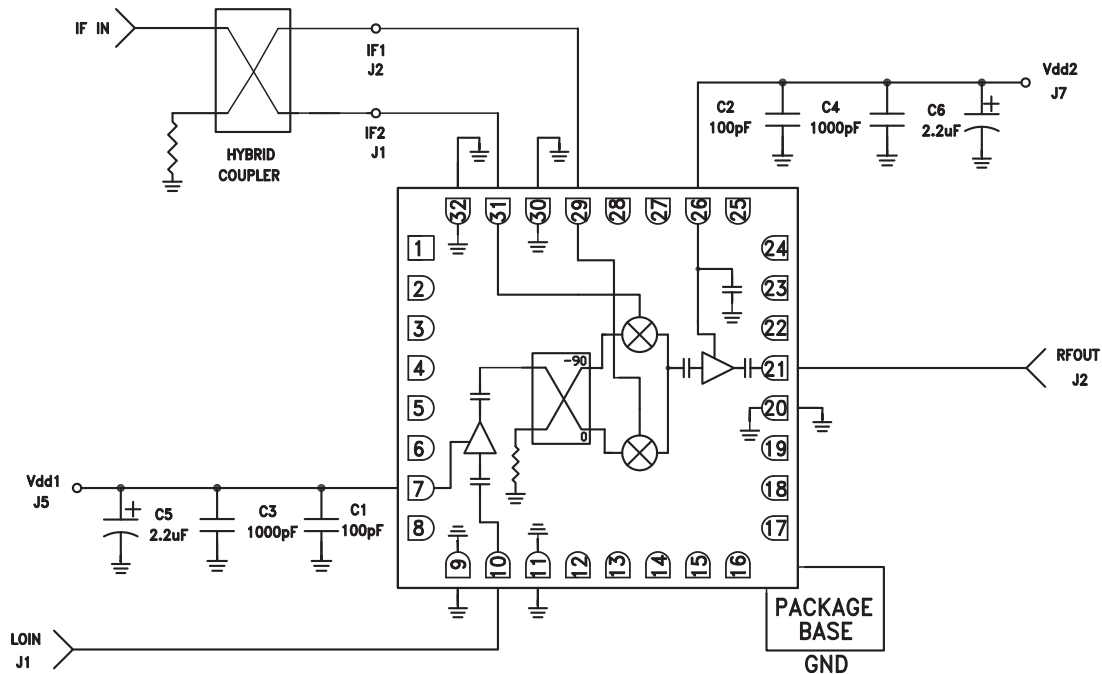 IF IN
HYBRID
COUPLER
IF1
J2
IF2
J1
Vdd2
J7
C2
100pF
C4
1000pF
C6
2.2uF
+
32
31
30
29
28
27
26
25
1
2
3
4
5
6
7
8
24
23
22
21
20
19
18
17
-90
0
RFOUT
J2
Vdd1
J5
+
C5
2.2uF
C3
1000pF
C1
100pF
9
10
11
12
13
14
15
16
LOIN
J1
PACKAGE
BASE
GND